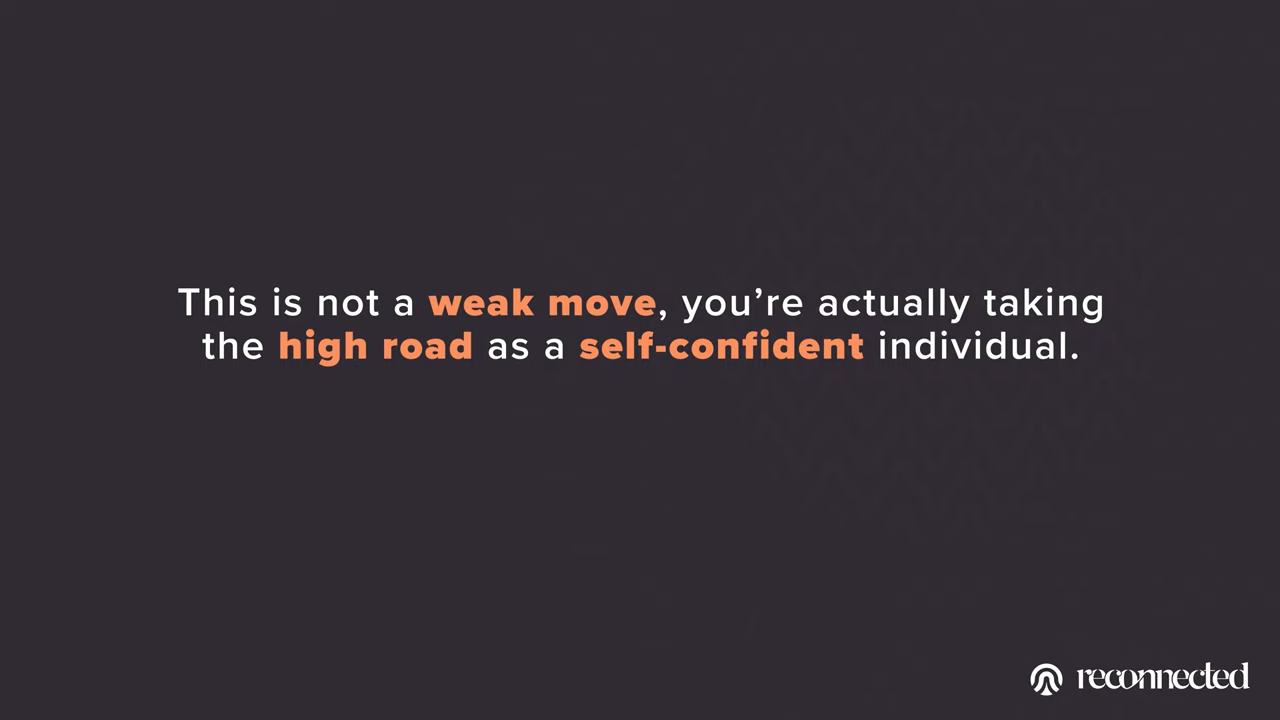 This is not a weak move, you’re actually taking
the high road as a self-confident individual.
reconnected